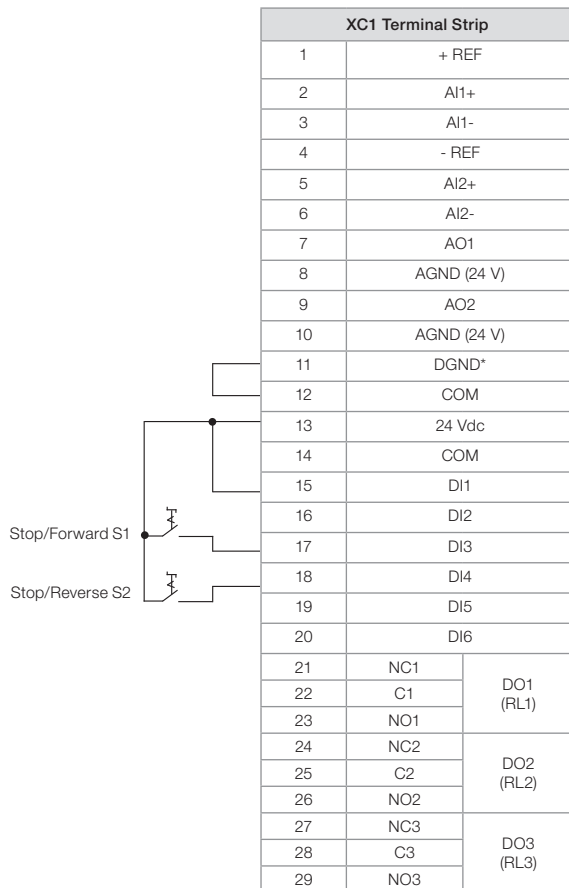 XC1 Terminal Strip
1 + REF
2 AI1+
3 AI1-
4 - REF
5 AI2+
6 AI2-
7 AO1
8 AGND (24 V)
9 AO2
10 AGND (24 V)
11 DGND*
12 COM
13 24 Vdc
14 COM
15 DI1
16 DI2
Stop/Forward S1
17 DI3
18 DI4
Stop/Reverse S2
19 DI5
20 DI6
21 NC1
22 C1
23 NO1
DO1
(RL1)
24 NC2
25 C2
26 NO2
DO2
(RL2)
27 NC3
28 C3
29 NO3
DO3
(RL3)